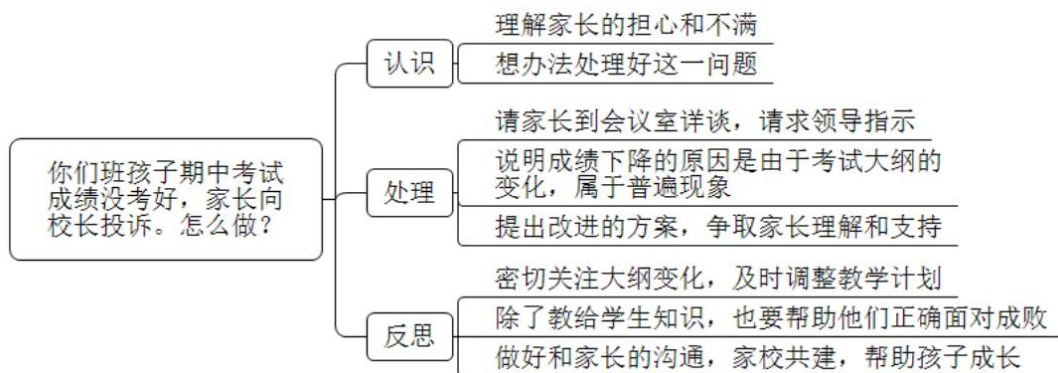 你们班孩子期中考试
成绩没考好，家长向
校长投诉。怎么做？
认识
理解家长的担心和不满
想办法处理好这一问题
处理
请家长到会议室详谈，请求领导指示
说明成绩下降的原因是由于考试大纲的
变化，属于普遍现象
提出改进的方案，争取家长理解和支持
反思
密切关注大纲变化，及时调整教学计划
除了教给学生知识，也要帮助他们正确面对成败
做好和家长的沟通，家校共建，帮助孩子成长